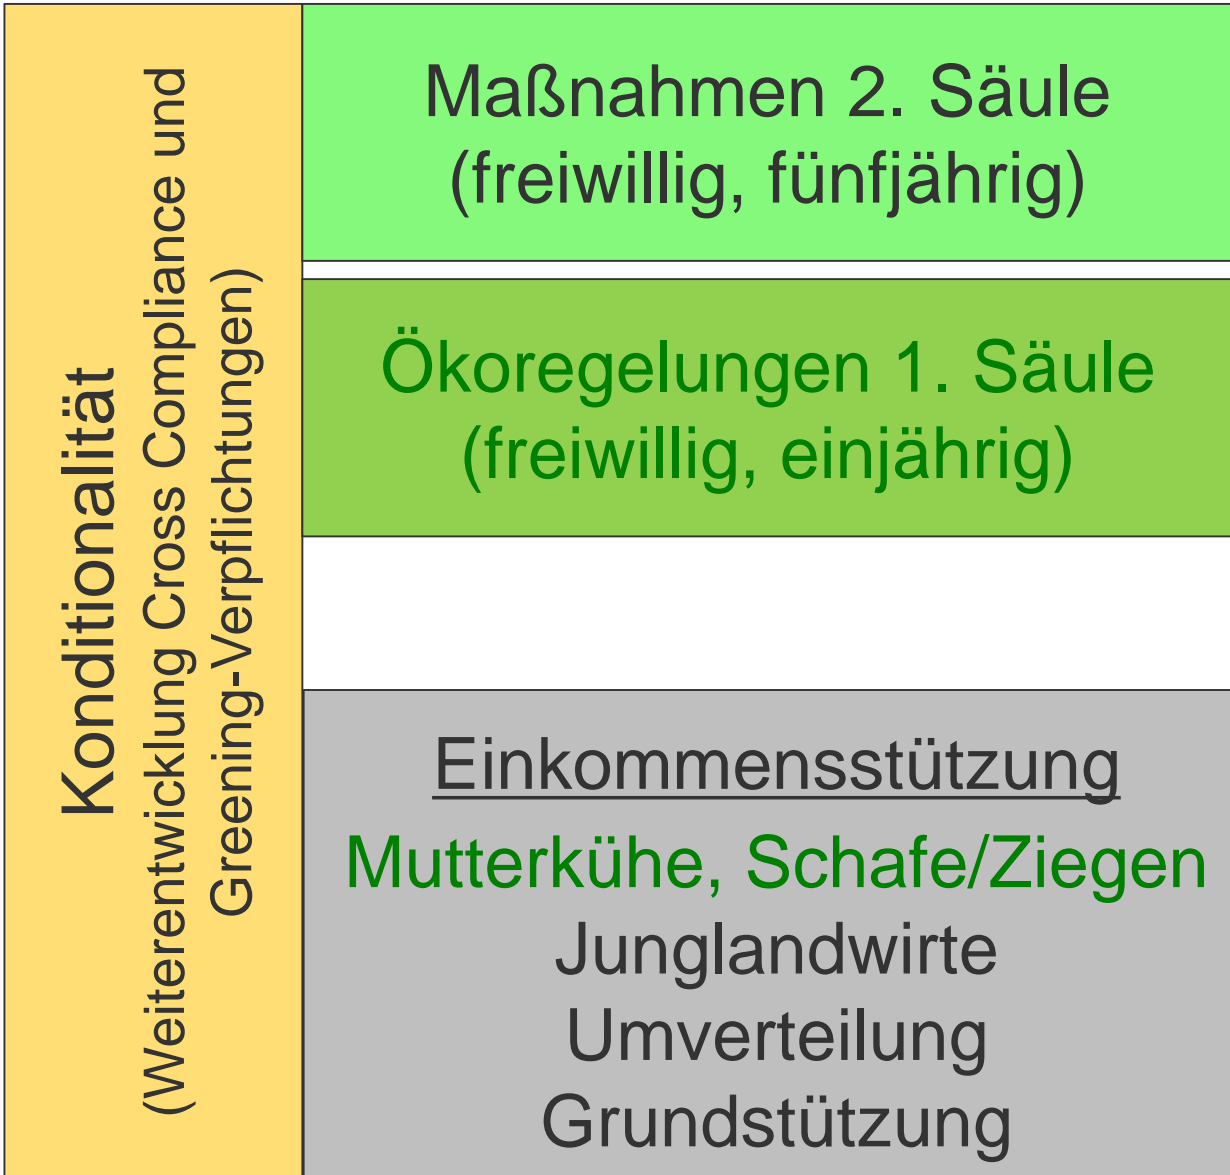 Konditionalität
(Weiterentwicklung Cross Compliance und
Greening-Verpflichtungen)
Maßnahmen 2. Säule
(freiwillig, fünfjährig)
Ökoregelungen 1. Säule
(freiwillig, einjährig)
Einkommensstützung
Mutterkühe, Schafe/Ziegen
Junglandwirte
Umverteilung
Grundstützung